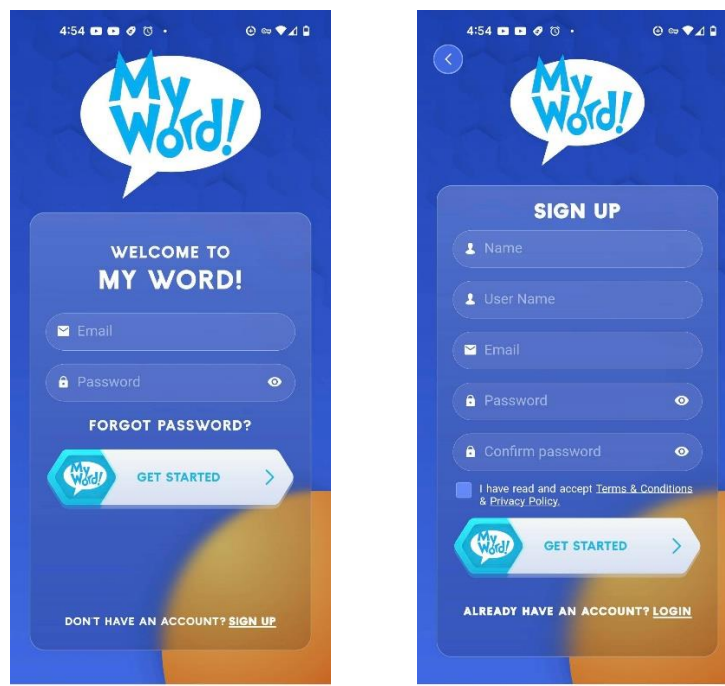 4:54
My
Word!
WELCOME TO
MY WORD!
Email
Password
FORGOT PASSWORD?
My
Word!
GET STARTED
DON'T HAVE AN ACCOUNT? SIGN UP
4:54
My
Word!
SIGN UP
Name
User Name
Email
Password
Confirm password
I have read and accept Terms & Conditions
& Privacy Policy.
My
Word!
GET STARTED
ALREADY HAVE AN ACCOUNT? LOGIN